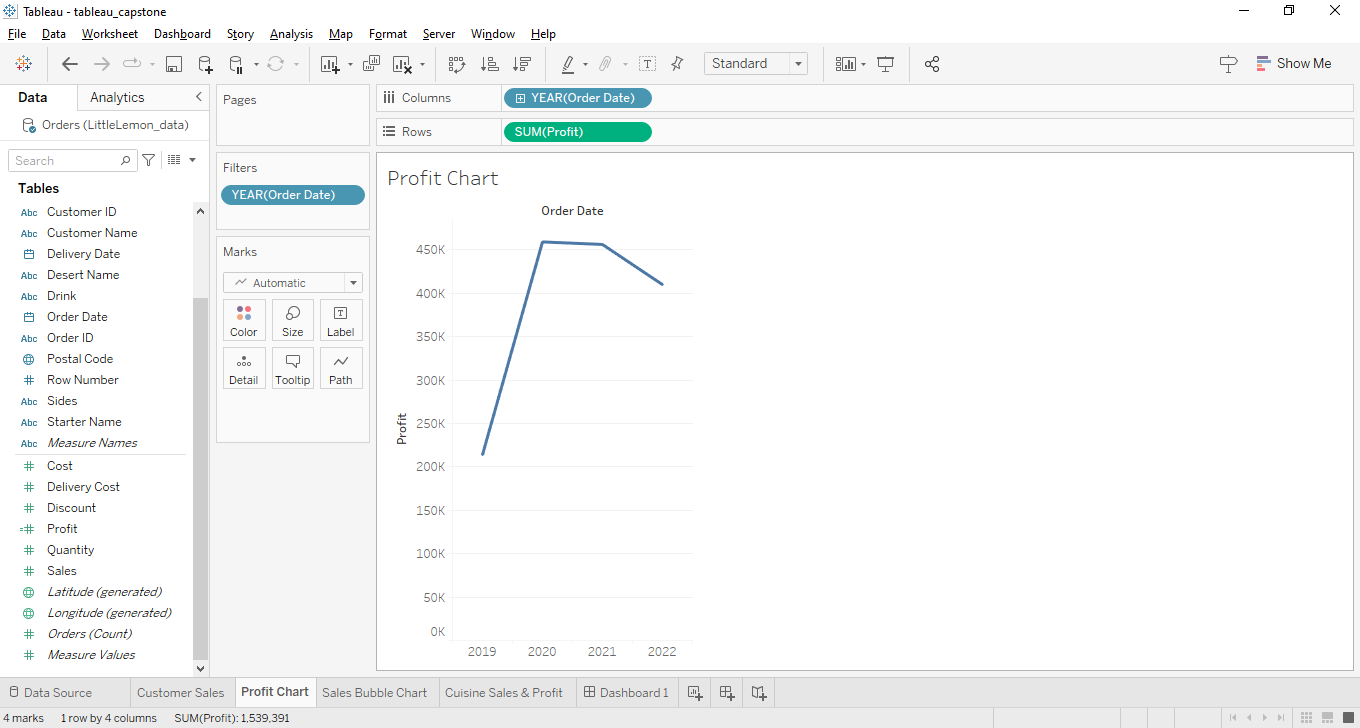 Tableau - tableau_capstone
File Data Worksheet Dashboard Story Analysis Map Format Server Window Help
Standard
Show Me
Data Analytics
Orders (LittleLemon_data)
Search
Tables
Abc Customer ID
Abc Customer Name
Delivery Date
Abc Desert Name
Abc Drink
Order Date
Abc Order ID
Postal Code
# Row Number
Abc Sides
Abc Starter Name
Abc Measure Names
# Cost
# Delivery Cost
# Discount
=# Profit
# Quantity
# Sales
Latitude (generated)
Longitude (generated)
# Orders (Count)
# Measure Values
Pages
Filters
YEAR(Order Date)
Marks
Automatic
Color Size Label
Detail Tooltip Path
Columns YEAR(Order Date)
Rows SUM(Profit)
Profit Chart
Order Date
450K
400K
350K
300K
250K
200K
150K
100K
50K
0K
Profit
2019 2020 2021 2022
Data Source Customer Sales Profit Chart Sales Bubble Chart Cuisine Sales & Profit Dashboard 1
4 marks 1 row by 4 columns SUM(Profit): 1,539,391